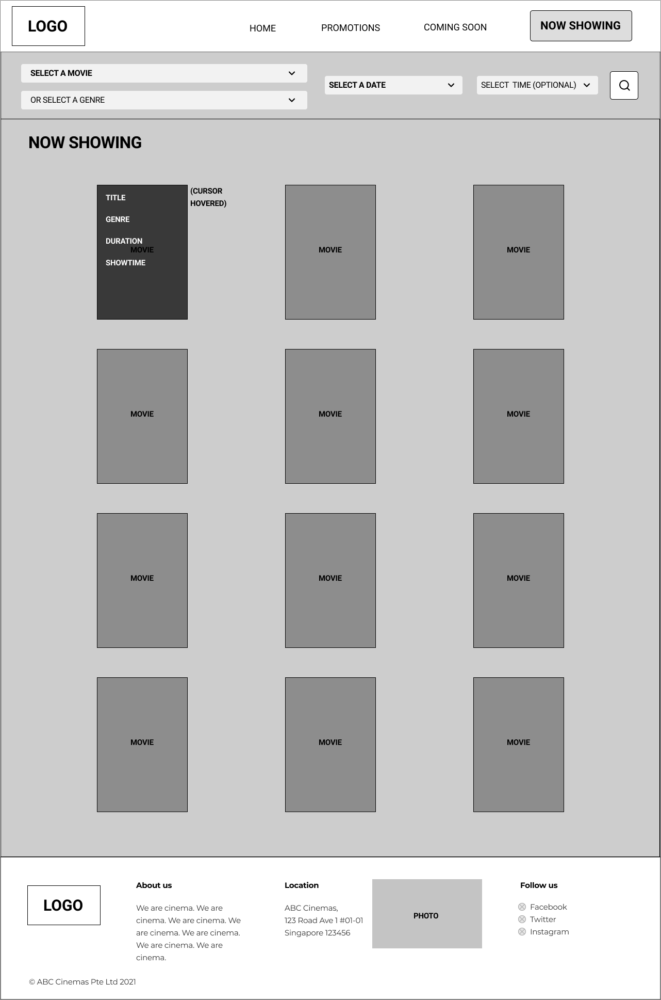 LOGO
HOME
PROMOTIONS
COMING SOON
NOW SHOWING
SELECT A MOVIE
OR SELECT A GENRE
SELECT A DATE
SELECT  TIME (OPTIONAL)
NOW SHOWING
TITLE
GENRE
DURATION
MOVIE
SHOWTIME
(CURSOR
HOVERED)
MOVIE
MOVIE
MOVIE
MOVIE
MOVIE
MOVIE
MOVIE
MOVIE
MOVIE
MOVIE
MOVIE
LOGO
About us
We are cinema. We are
cinema. We are cinema. We
are cinema. We are cinema.
We are cinema. We are
cinema.
Location
ABC Cinemas,
123 Road Ave 1 #01-01
Singapore 123456
PHOTO
Follow us
Facebook
Twitter
Instagram
© ABC Cinemas Pte Ltd 2021